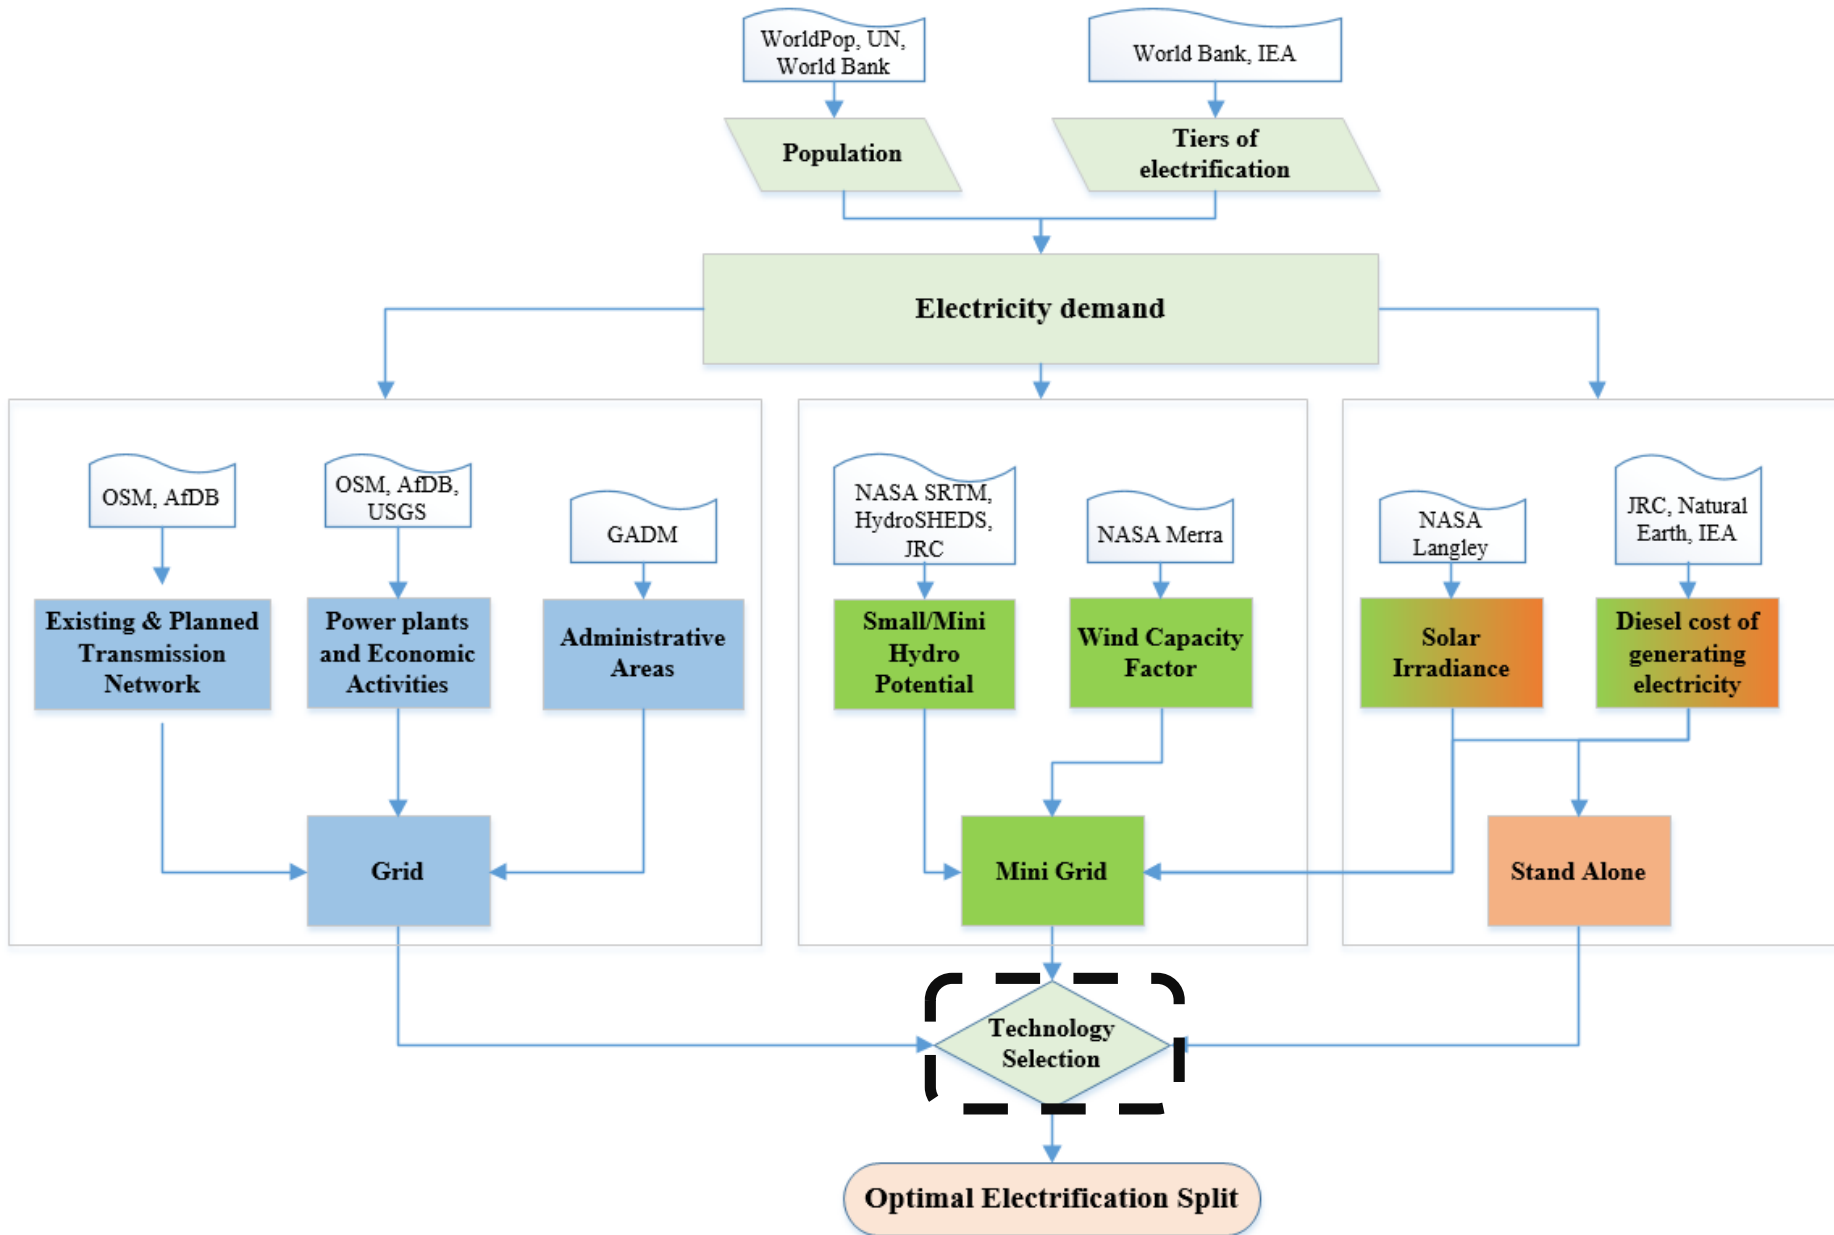 WorldPop, UN,
World Bank
World Bank, IEA
Population
Tiers of
electrification
Electricity demand
OSM, AfDB
OSM, AfDB,
USGS
GADM
NASA SRTM,
HydroSHEDS,
JRC
NASA Merra
NASA
Langley
JRC, Natural
Earth, IEA
Existing & Planned
Transmission
Network
Power plants
and Economic
Activities
Administrative
Areas
Small/Mini
Hydro
Potential
Wind Capacity
Factor
Solar
Irradiance
Diesel cost of
generating
electricity
Grid
Mini Grid
Stand Alone
Technology
Selection
Optimal Electrification Split